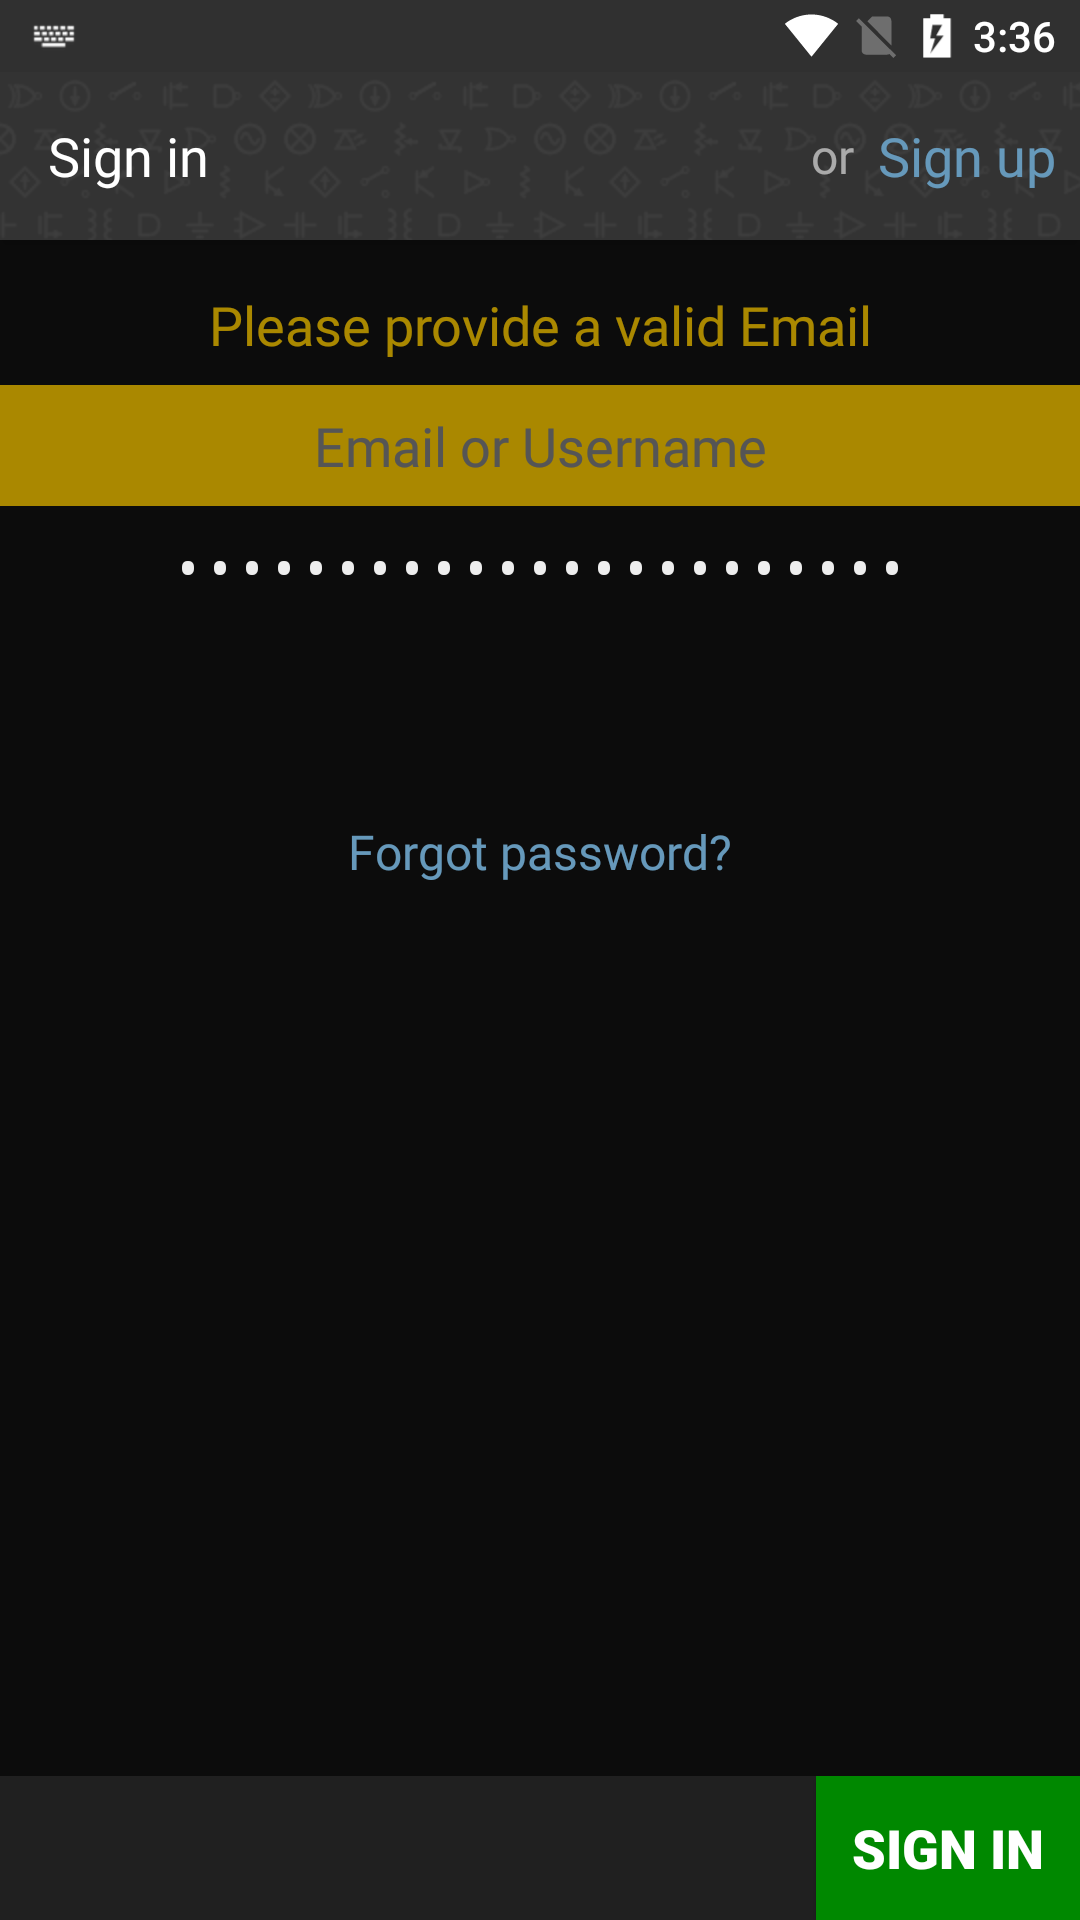 3:36
Sign in or Sign up
Please provide a valid Email
Email or Username
Forgot password?
SIGN IN